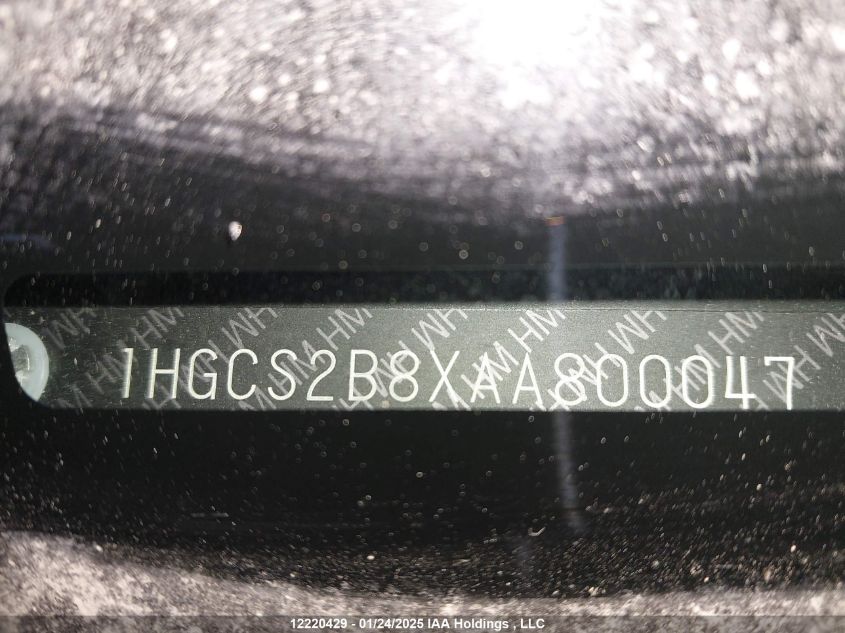 1HGCS2B8XAA800047
12220429 - 01/24/2025 IAA Holdings , LLC